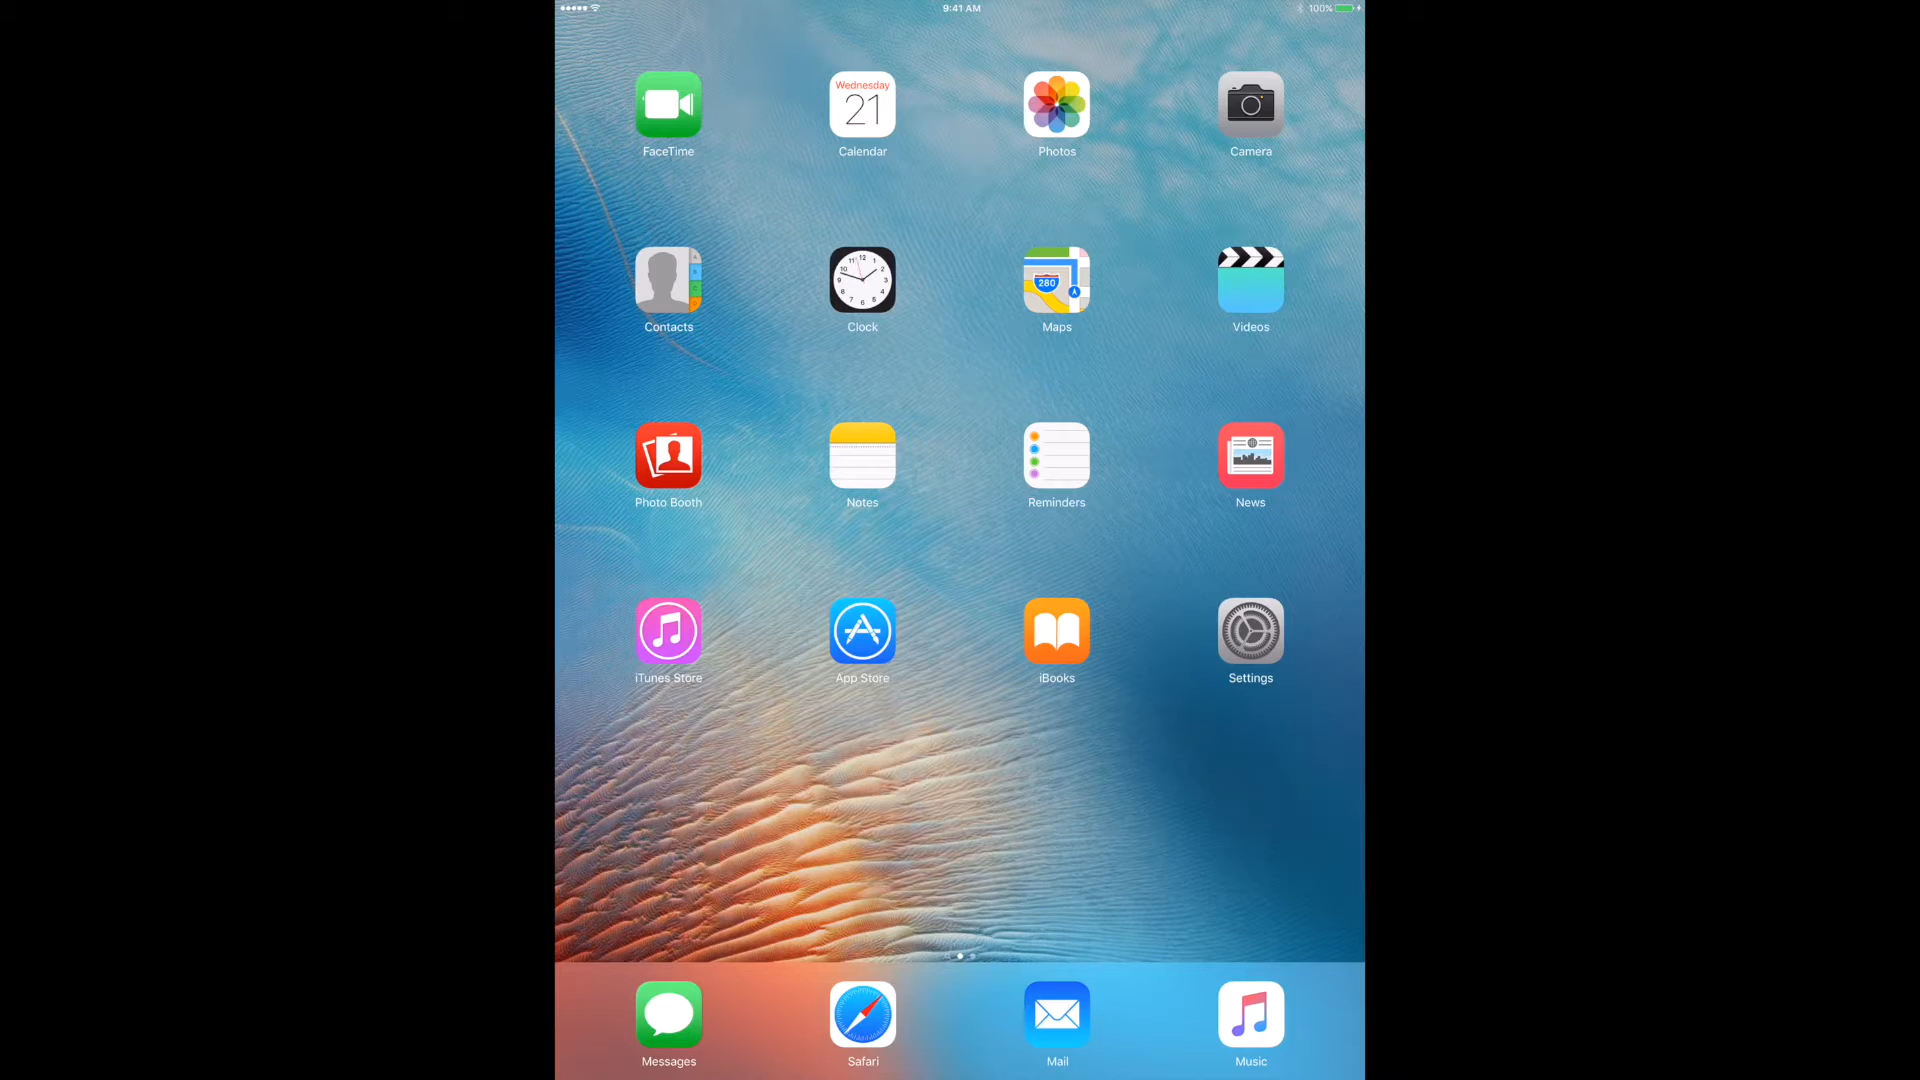 9:41 AM
100%
Wednesday
21
FaceTime
Calendar
Photos
Camera
280
Contacts
Clock
Maps
Videos
Photo Booth
Notes
Reminders
News
iTunes Store
App Store
iBooks
Settings
Messages
Safari
Mail
Music